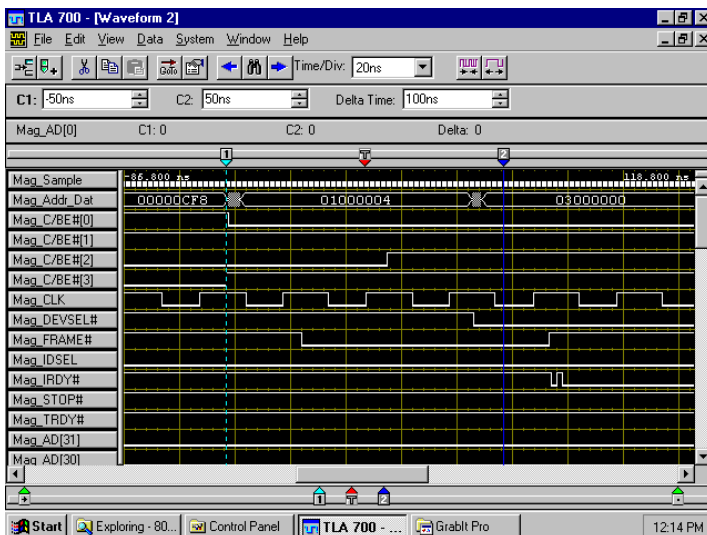 TLA 700 - [Waveform 2]
File Edit View Data System Window Help
Goto Time/Div: 20ns
C1: -50ns C2: 50ns Delta Time: 100ns
Mag_AD[0] C1: 0 C2: 0 Delta: 0
1 T 2
Mag_Sample -86.800 ns 118.800 ns
Mag_Addr_Dat 00000CF8 01000004 03000000
Mag_C/BE#[0]
Mag_C/BE#[1]
Mag_C/BE#[2]
Mag_C/BE#[3]
Mag_CLK
Mag_DEVSEL#
Mag_FRAME#
Mag_IDSEL
Mag_IRDY#
Mag_STOP#
Mag_TRDY#
Mag_AD[31]
Mag_AD[30]
1 T 2
Start Exploring - 80... Control Panel TLA 700 - ... GrabIt Pro 12:14 PM